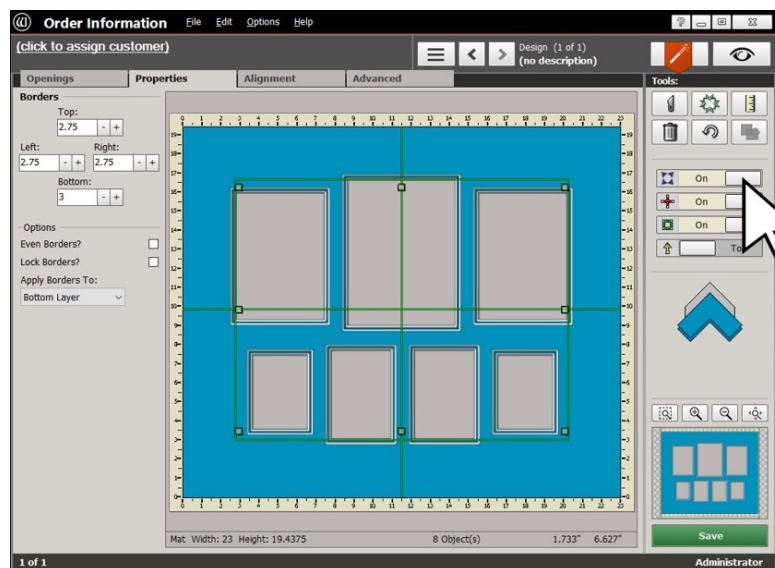 Order Information File Edit Options Help
(click to assign customer)
Design (1 of 1)
(no description)
Openings Properties Alignment Advanced
Tools:
Borders
Top:
2.75 - +
Left: Right:
2.75 - + 2.75 - +
Bottom:
3 - +
Options
Even Borders?
Lock Borders?
Apply Borders To:
Bottom Layer
On
On
On
Mat Width: 23 Height: 19.4375 8 Object(s) 1.733" 6.627"
Save
1 of 1 Administrator